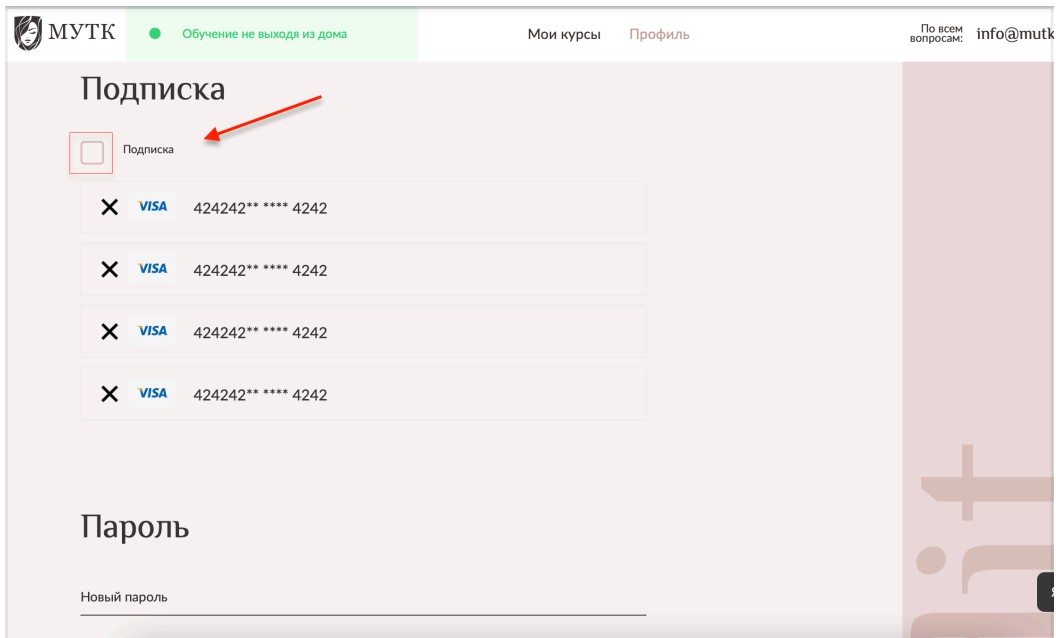 МУТК
Обучение не выходя из дома
Мои курсы
Профиль
По всем
вопросам:
info@mutk
Подписка
Подписка
VISA 424242** **** 4242
VISA 424242** **** 4242
VISA 424242** **** 4242
VISA 424242** **** 4242
Пароль
Новый пароль